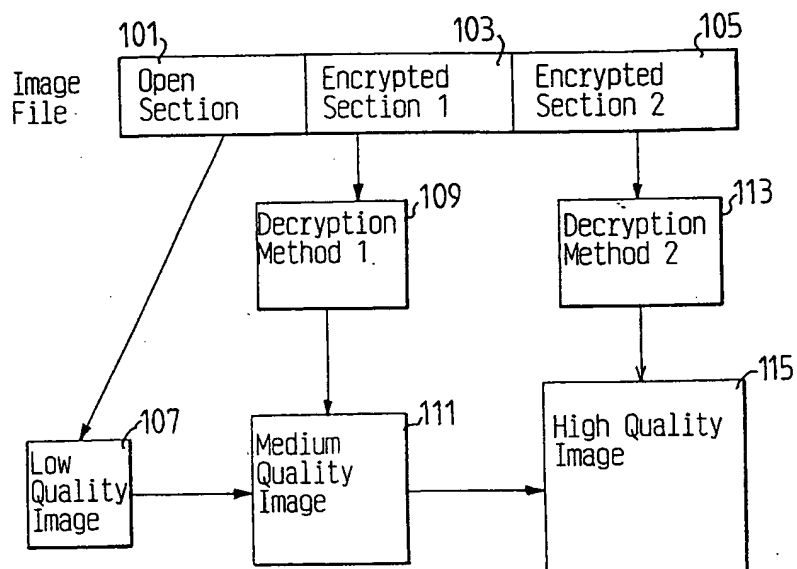 101
103
105
Image
File
Open
Section
Encrypted
Section 1
Encrypted
Section 2
109
Decryption
Method 1
113
Decryption
Method 2
107
Low
Quality
Image
111
Medium
Quality
Image
115
High Quality
Image